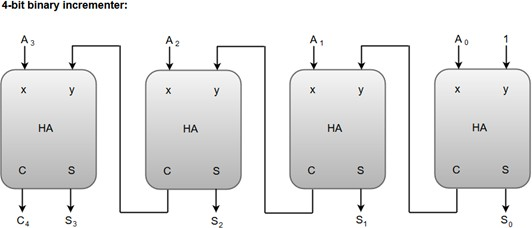 4-bit binary incrementer:
A3 A2 A1 A0 1
x y x y x y x y
HA HA HA HA
C S C S C S C S
C4 S3 S2 S1 S0